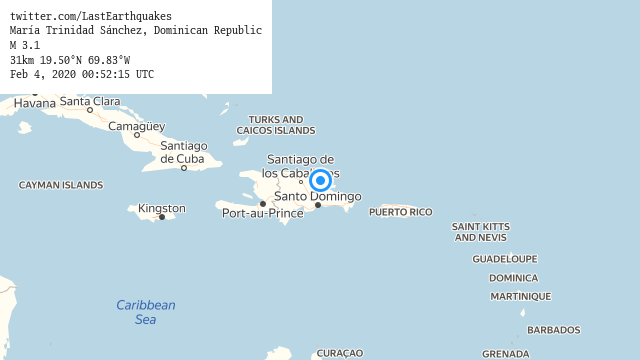 twitter.com/LastEarthquakes
María Trinidad Sánchez, Dominican Republic
M 3.1
31km 19.50°N 69.83°W
Feb 4, 2020 00:52:15 UTC
Havana
Santa Clara
Camagüey
TURKS AND
CAICOS ISLANDS
Santiago
de Cuba
Santiago de
los Caballeros
CAYMAN ISLANDS
Santo Domingo
Kingston
Port-au-Prince
PUERTO RICO
SAINT KITTS
AND NEVIS
GUADELOUPE
DOMINICA
MARTINIQUE
Caribbean
Sea
BARBADOS
CURAÇAO
GRENADA